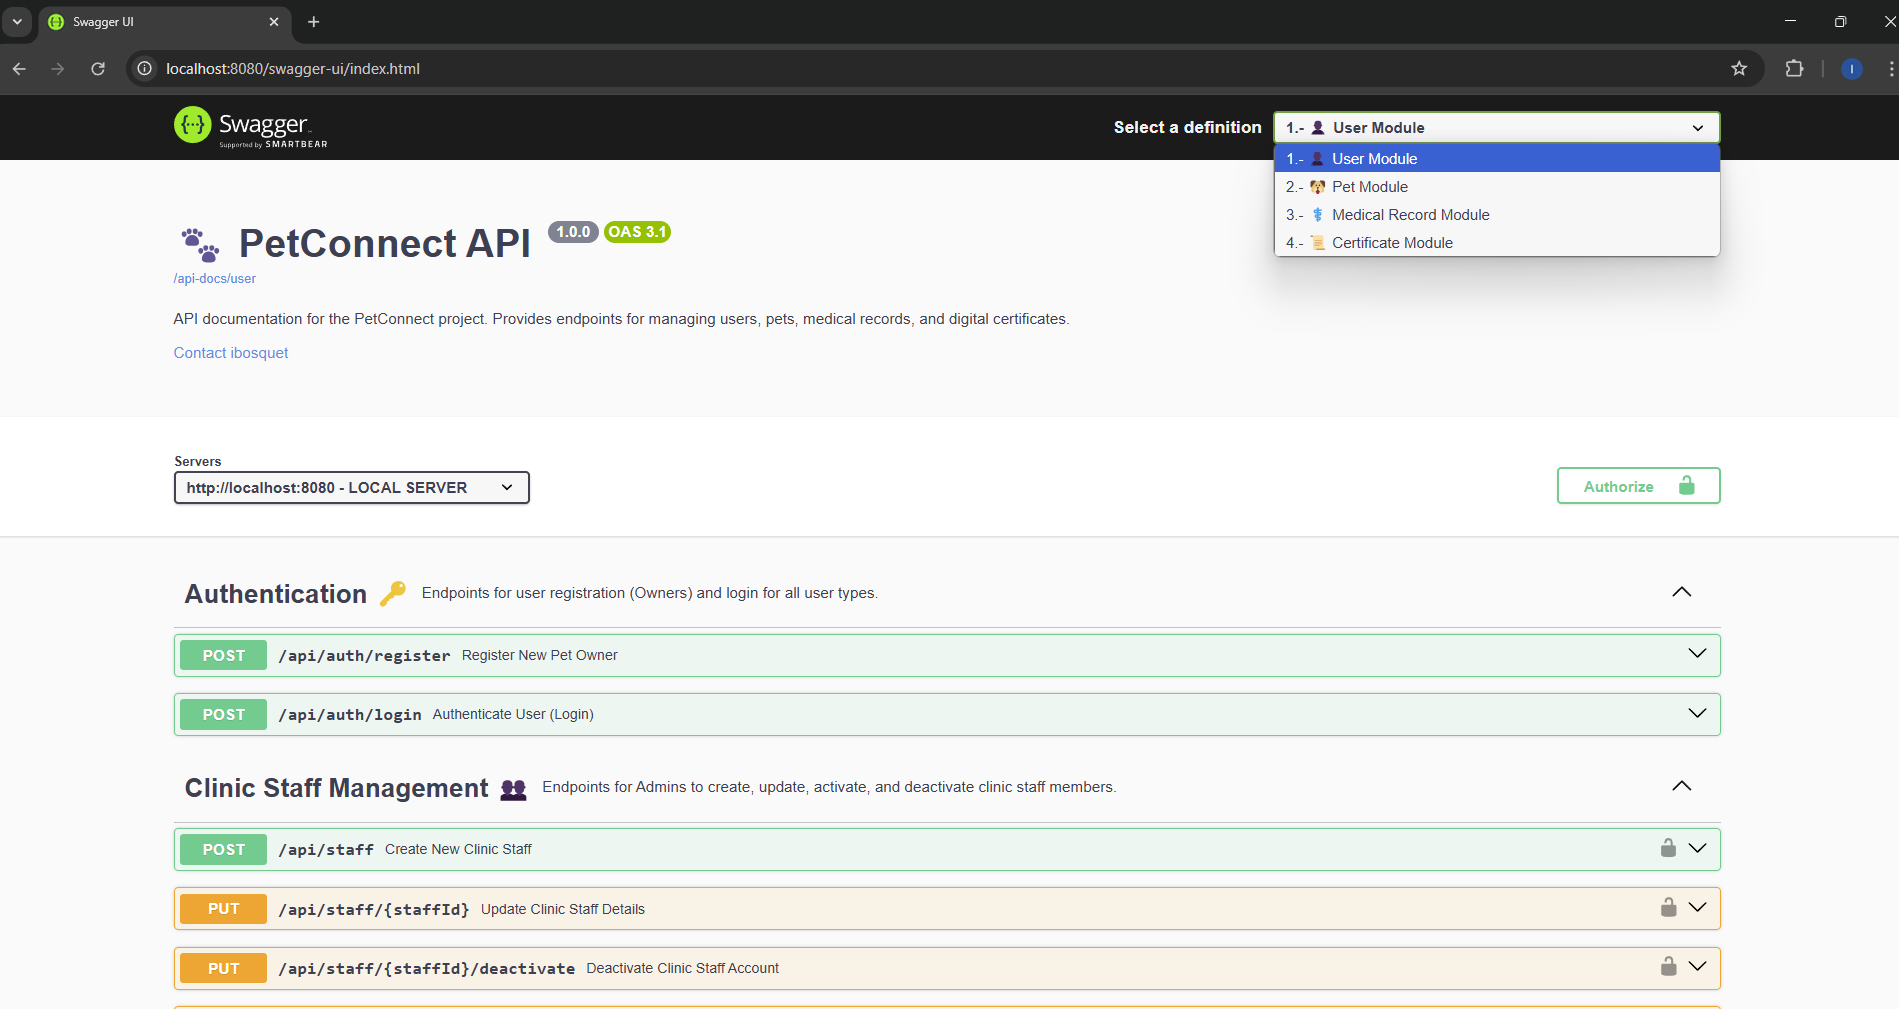 Swagger UI
localhost:8080/swagger-ui/index.html
I
Swagger
Supported by SMARTBEAR
Select a definition
1.- 👤 User Module
1.- 👤 User Module
2.- 🐶 Pet Module
3.- ⚕️ Medical Record Module
4.- 📜 Certificate Module
🐾 PetConnect API 1.0.0 OAS 3.1
/api-docs/user
API documentation for the PetConnect project. Provides endpoints for managing users, pets, medical records, and digital certificates.
Contact ibosquet
Servers
http://localhost:8080 - LOCAL SERVER
Authorize
Authentication 🔑 Endpoints for user registration (Owners) and login for all user types.
POST /api/auth/register Register New Pet Owner
POST /api/auth/login Authenticate User (Login)
Clinic Staff Management 👥 Endpoints for Admins to create, update, activate, and deactivate clinic staff members.
POST /api/staff Create New Clinic Staff
PUT /api/staff/{staffId} Update Clinic Staff Details
PUT /api/staff/{staffId}/deactivate Deactivate Clinic Staff Account